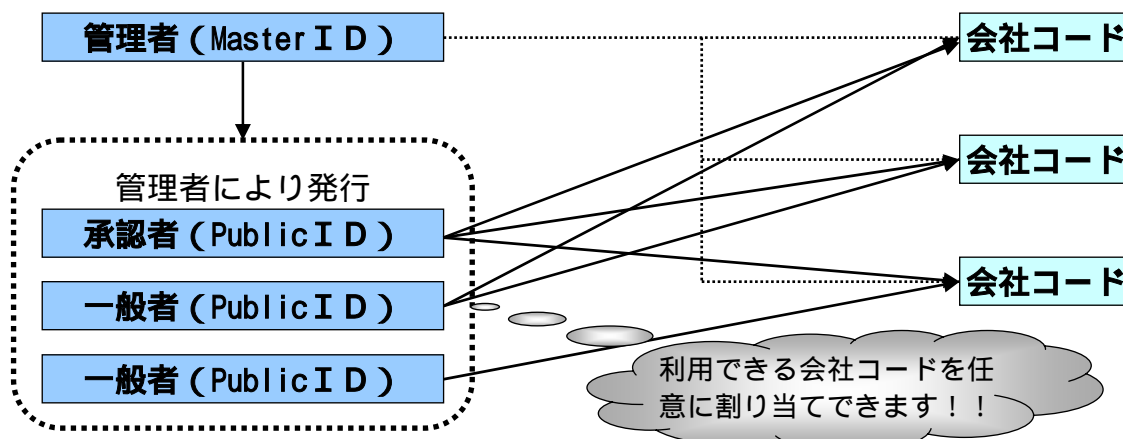 管理者（MasterＩＤ）
会社コード
会社コード
管理者により発行
承認者（PublicＩＤ）
一般者（PublicＩＤ）
会社コード
一般者（PublicＩＤ）
利用できる会社コードを任
意に割り当てできます！！